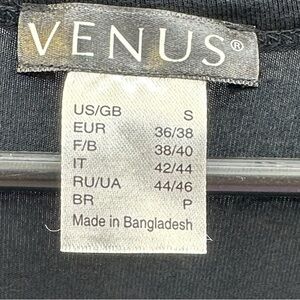 VENUS®
US/GB S
EUR 36/38
F/B 38/40
IT 42/44
RU/UA 44/46
BR P
Made in Bangladesh